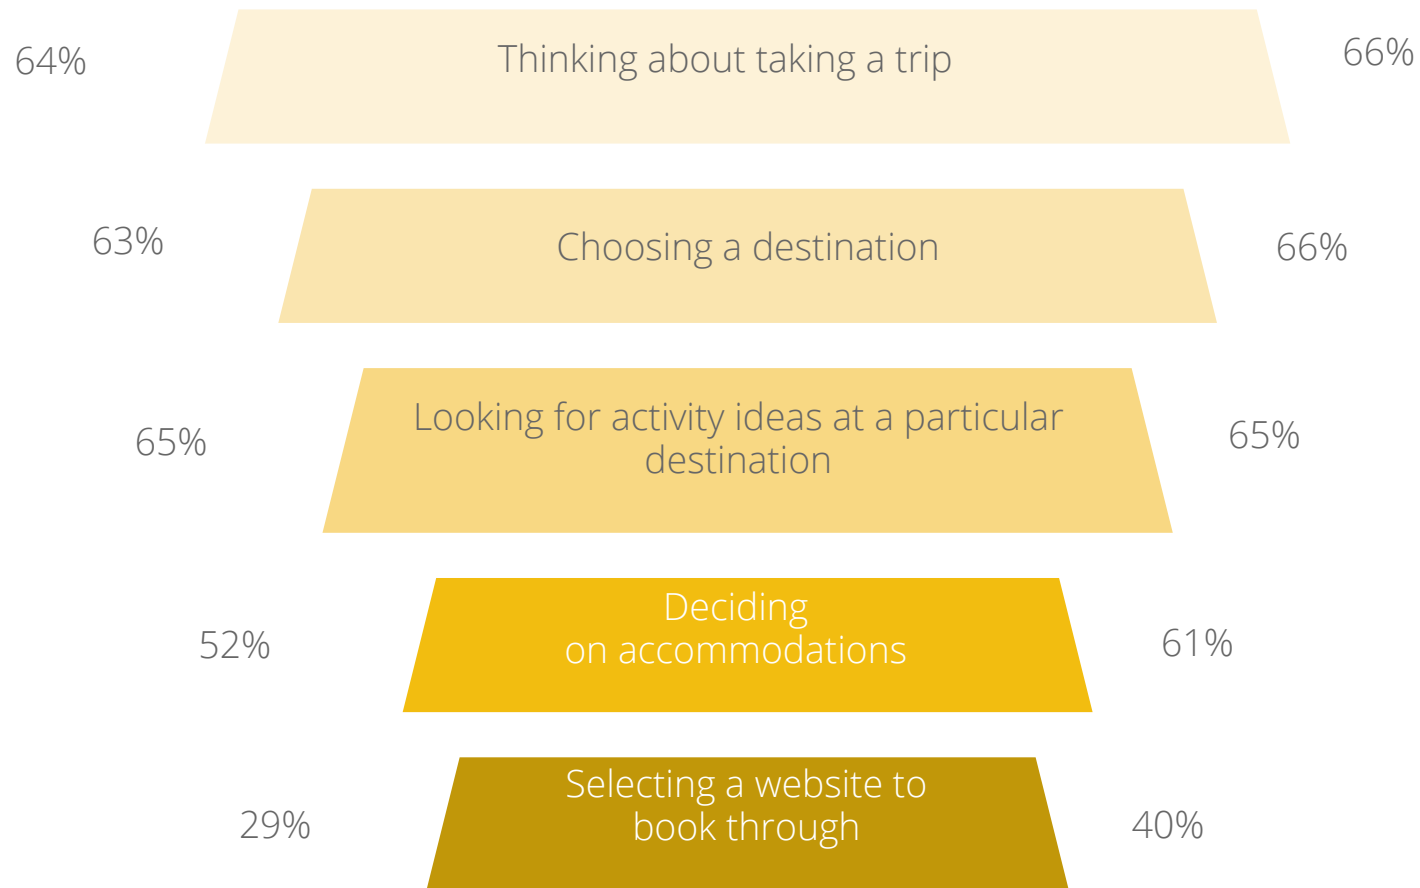 64%
Thinking about taking a trip
66%
63%
Choosing a destination
66%
65%
Looking for activity ideas at a particular
destination
65%
52%
Deciding
on accommodations
61%
29%
Selecting a website to
book through
40%